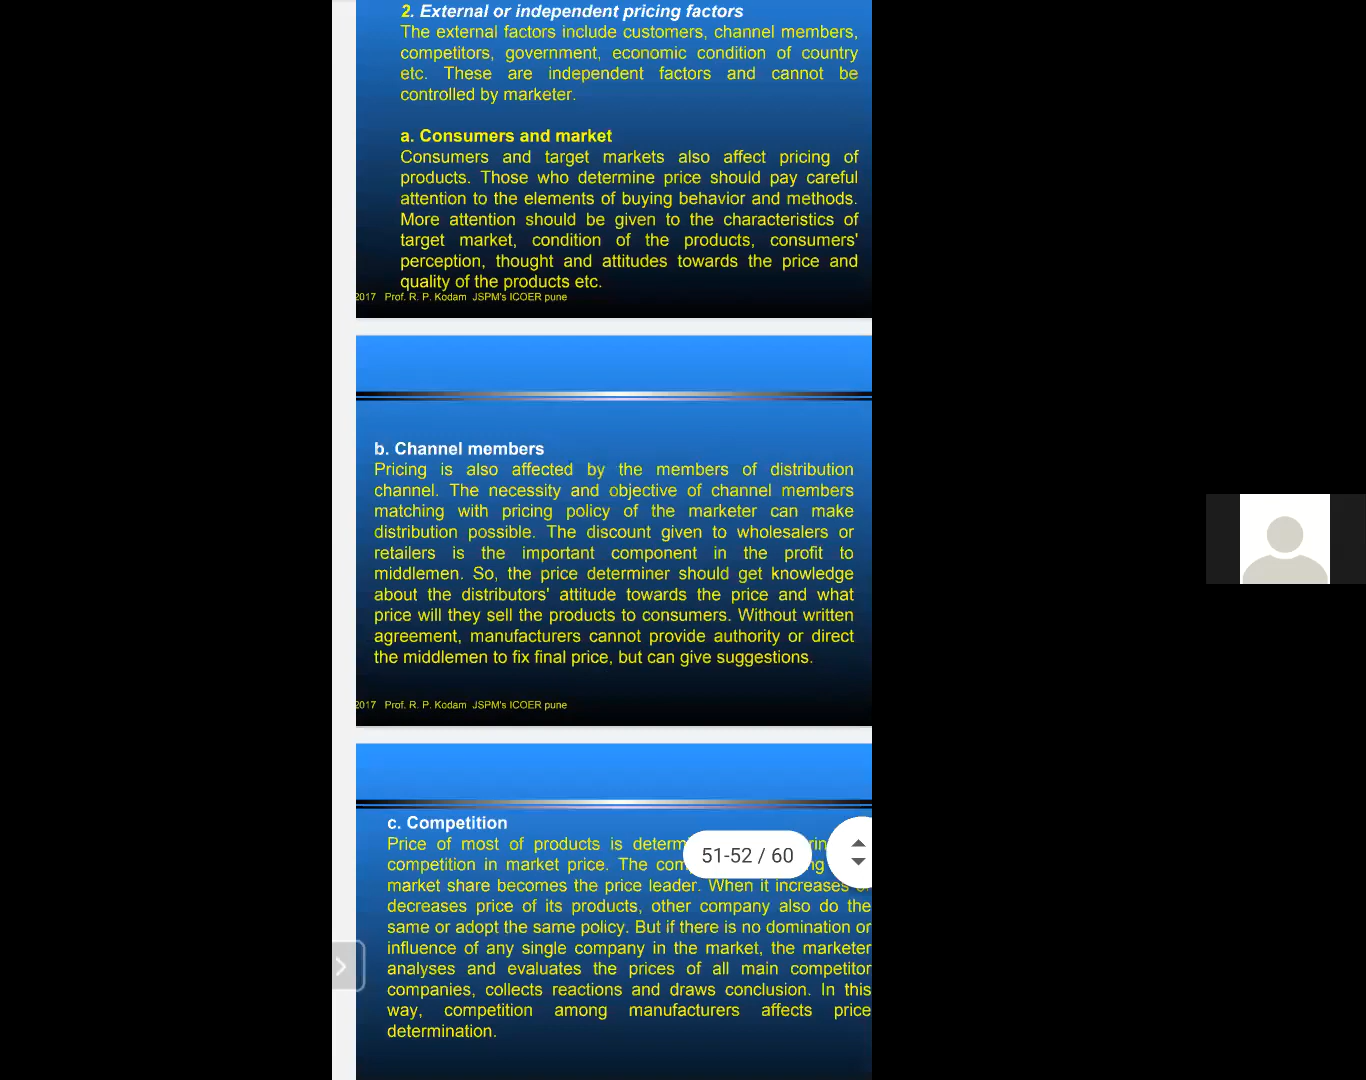 2. External or independent pricing factors
The external factors include customers, channel members,
competitors, government, economic condition of country
etc. These are independent factors and cannot be
controlled by marketer.
a. Consumers and market
Consumers and target markets also affect pricing of
products. Those who determine price should pay careful
attention to the elements of buying behavior and methods.
More attention should be given to the characteristics of
target market, condition of the products, consumers'
perception, thought and attitudes towards the price and
quality of the products etc.
2017 Prof. R. P. Kodam JSPM's ICOER pune
b. Channel members
Pricing is also affected by the members of distribution
channel. The necessity and objective of channel members
matching with pricing policy of the marketer can make
distribution possible. The discount given to wholesalers or
retailers is the important component in the profit to
middlemen. So, the price determiner should get knowledge
about the distributors' attitude towards the price and what
price will they sell the products to consumers. Without written
agreement, manufacturers cannot provide authority or direct
the middlemen to fix final price, but can give suggestions.
2017 Prof. R. P. Kodam JSPM's ICOER pune
c. Competition
Price of most of products is
competition in market price. The
market share becomes the price leader. When it increases
decreases price of its products, other company also do the
same or adopt the same policy. But if there is no domination or
influence of any single company in the market, the marketer
analyses and evaluates the prices of all main competitor
companies, collects reactions and draws conclusion. In this
way, competition among manufacturers affects price
determination.
51-52 / 60